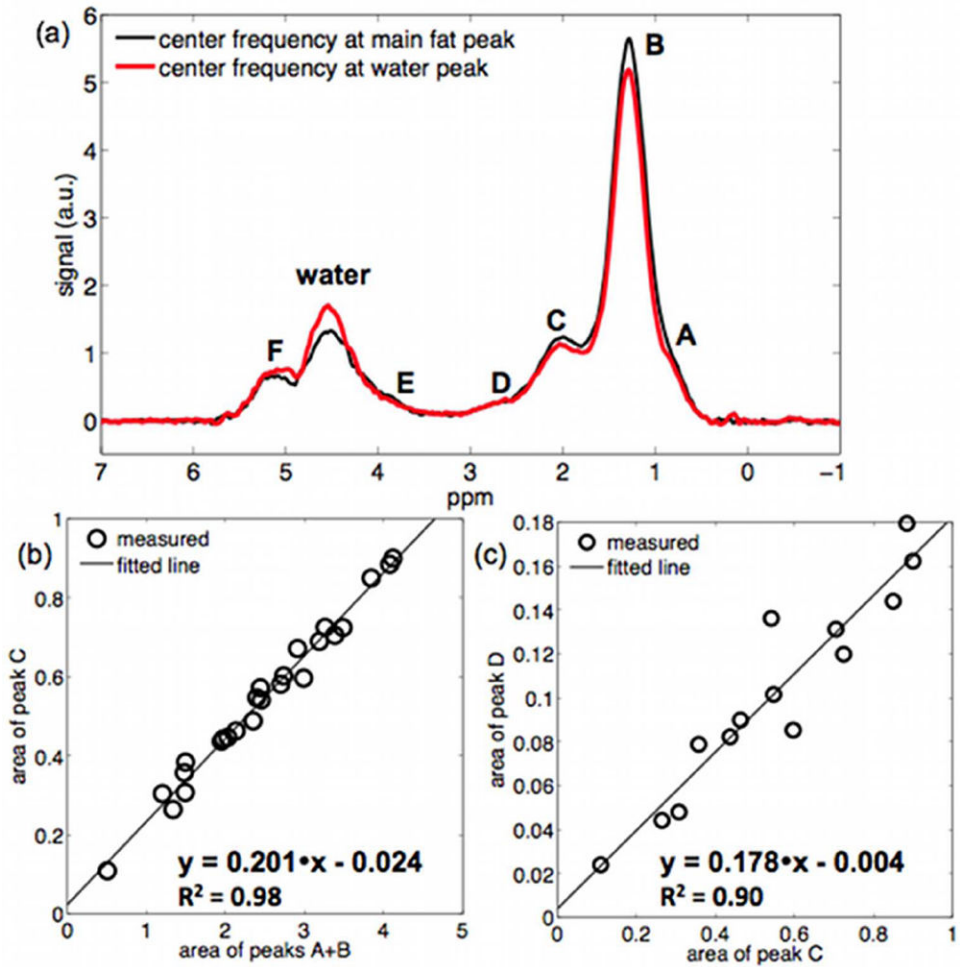 (a)
center frequency at main fat peak
center frequency at water peak
B
water
F
E
D
C
A
signal (a.u.)
6
5
4
3
2
1
0
7 6 5 4 3 2 1 0 −1
ppm
(b)
measured
fitted line
y = 0.201•x - 0.024
R² = 0.98
area of peak C
1
0.8
0.6
0.4
0.2
0
0 1 2 3 4 5
area of peaks A+B
(c)
measured
fitted line
y = 0.178•x - 0.004
R² = 0.90
area of peak D
0.18
0.16
0.14
0.12
0.1
0.08
0.06
0.04
0.02
0
0 0.2 0.4 0.6 0.8 1
area of peak C